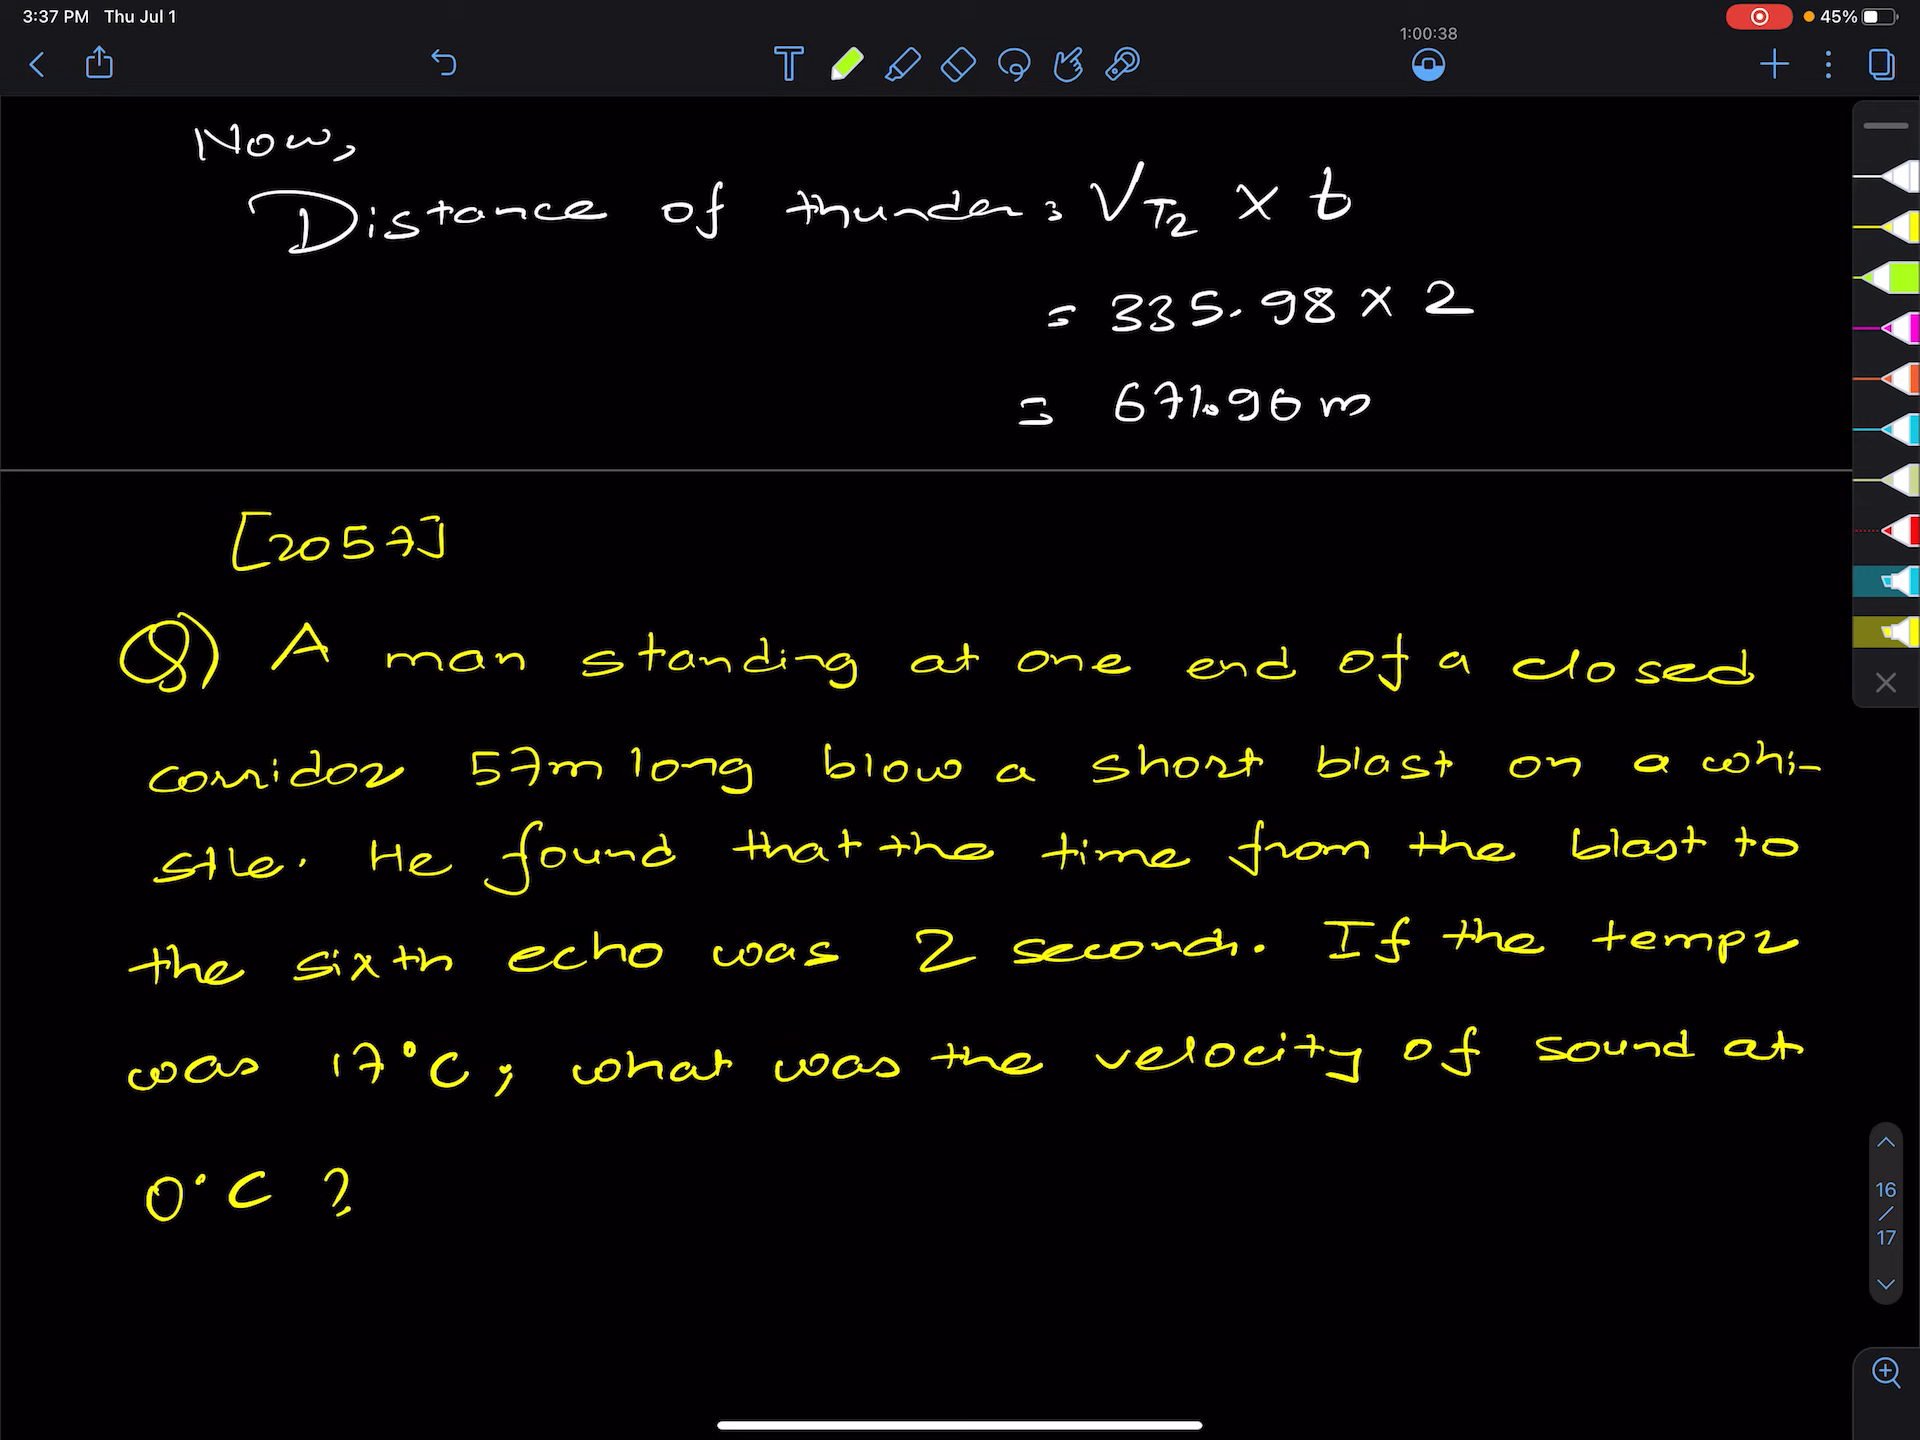 3:37 PM Thu Jul 1
45%
1:00:38
Now,
Distance of thunder = V_T2 × t
= 335.98 × 2
= 671.96 m
[2057]
Q) A man standing at one end of a closed
corridor 57m long blow a short blast on a whi-
stle. He found that the time from the blast to
the sixth echo was 2 second. If the tempr
was 17°C, what was the velocity of sound at
0°C ?
16
/
17